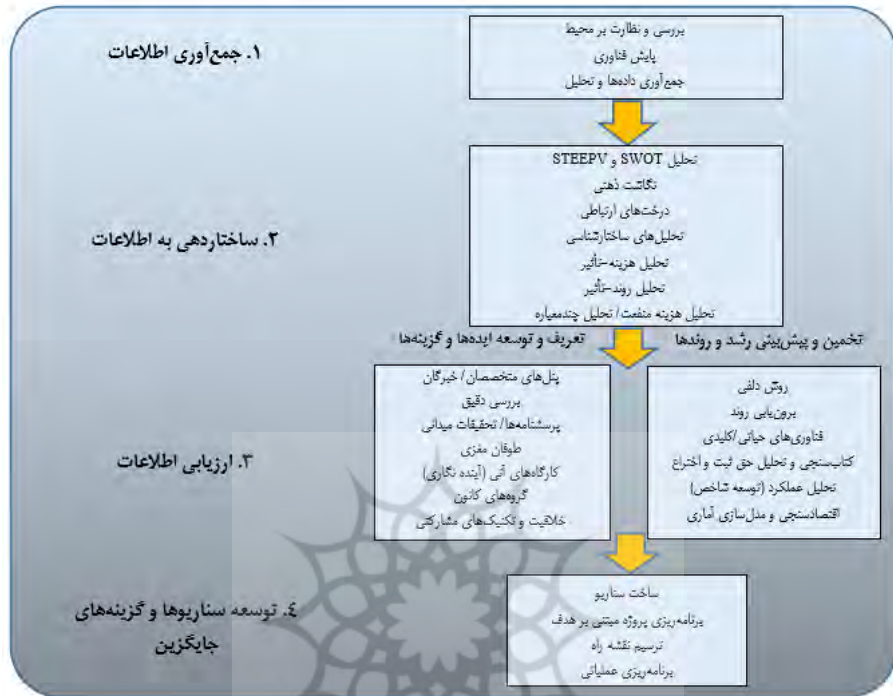 ۱. جمع‌آوری اطلاعات
بررسی و نظارت بر محیط
پایش فناوری
جمع‌آوری داده‌ها و تحلیل
۲. ساختاردهی به اطلاعات
تحلیل SWOT و STEEPV
نگاشت ذهنی
درخت‌های ارتباطی
تحلیل‌های ساختارشناسی
تحلیل هزینه-تأثیر
تحلیل روند-تأثیر
تحلیل هزینه منفعت/ تحلیل چندمعیاره
تخمین و پیش‌بینی رشد و روندها
تعریف و توسعه ایده‌ها و گزینه‌ها
۳. ارزیابی اطلاعات
روش دلفی
برون‌یابی روند
فناوری‌های حیاتی/کلیدی
کتاب‌سنجی و تحلیل حق ثبت و اختراع
تحلیل عملکرد (توسعه شاخص)
اقتصادسنجی و مدل‌سازی آماری
پنل‌های متخصصان/ خبرگان
بررسی دقیق
پرسشنامه‌ها/ تحقیقات میدانی
طوفان مغزی
کارگاه‌های آتی (آینده نگاری)
گروه‌های کانون
خلاقیت و تکنیک‌های مشارکتی
٤. توسعه سناریوها و گزینه‌های
جایگزین
ساخت سناریو
برنامه‌ریزی پروژه مبتنی بر هدف
ترسیم نقشه راه
برنامه‌ریزی عملیاتی